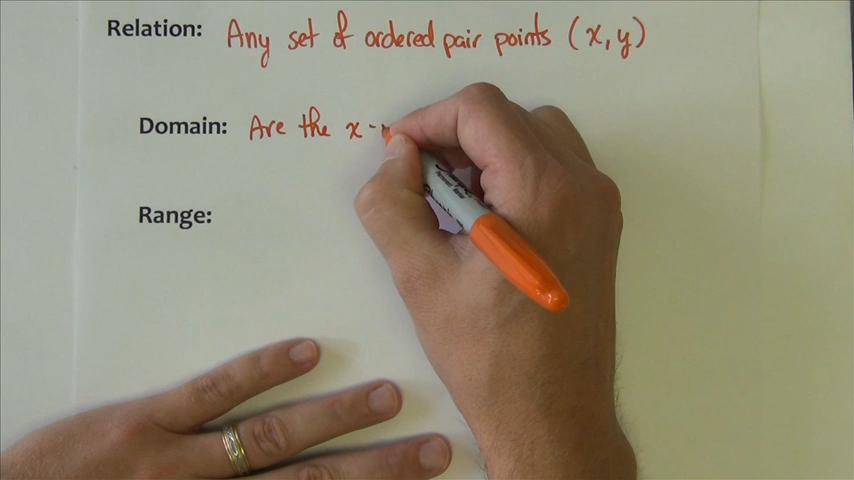 Relation: Any set of ordered pair points (x, y)
Domain: Are the x-
Range: